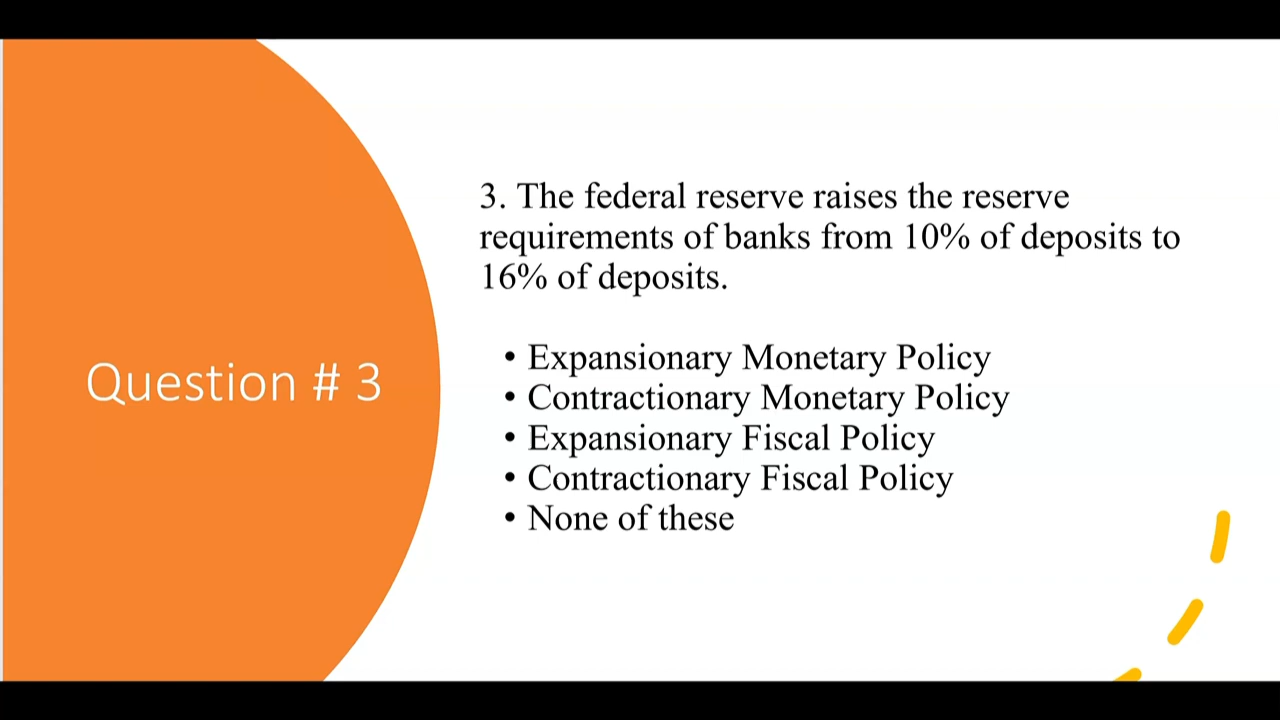 Question # 3
3. The federal reserve raises the reserve
requirements of banks from 10% of deposits to
16% of deposits.
• Expansionary Monetary Policy
• Contractionary Monetary Policy
• Expansionary Fiscal Policy
• Contractionary Fiscal Policy
• None of these